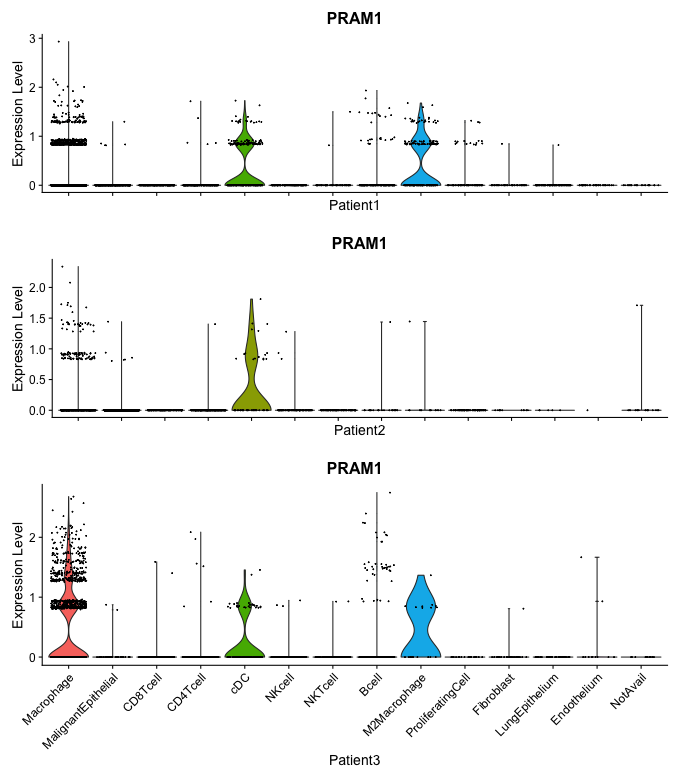 PRAM1
Expression Level
3
2
1
0
Patient1
PRAM1
Expression Level
2.0
1.5
1.0
0.5
0.0
Patient2
PRAM1
Expression Level
2
1
0
Macrophage
MalignantEpithelial
CD8Tcell
CD4Tcell
cDC
NKcell
NKTcell
Bcell
M2Macrophage
ProliferatingCell
Fibroblast
LungEpithelium
Endothelium
NotAvail
Patient3